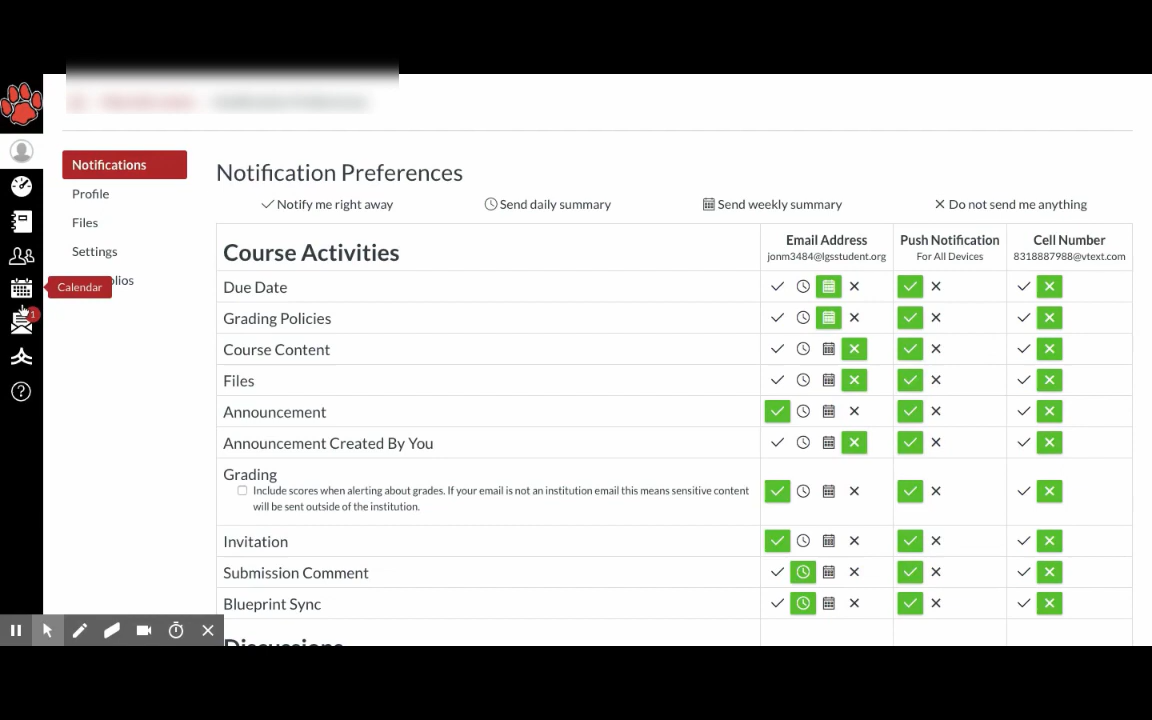 Notifications
Profile
Files
Settings
olios
Calendar
1
Notification Preferences
Notify me right away
Send daily summary
Send weekly summary
Do not send me anything
Course Activities
Email Address
jonm3484@lgsstudent.org
Push Notification
For All Devices
Cell Number
8318887988@vtext.com
Due Date
Grading Policies
Course Content
Files
Announcement
Announcement Created By You
Grading
Include scores when alerting about grades. If your email is not an institution email this means sensitive content
will be sent outside of the institution.
Invitation
Submission Comment
Blueprint Sync
Discussions